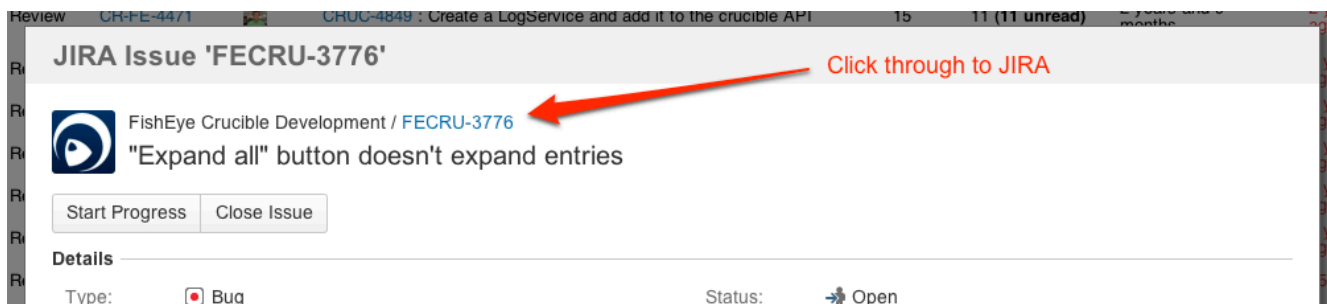 Review CR-FE-4471 CRUC-4849 : Create a LogService and add it to the crucible API 15 11 (11 unread)
months
JIRA Issue 'FECRU-3776'
Click through to JIRA
FishEye Crucible Development / FECRU-3776
"Expand all" button doesn't expand entries
Start Progress Close Issue
Details
Type: Bug Status: Open